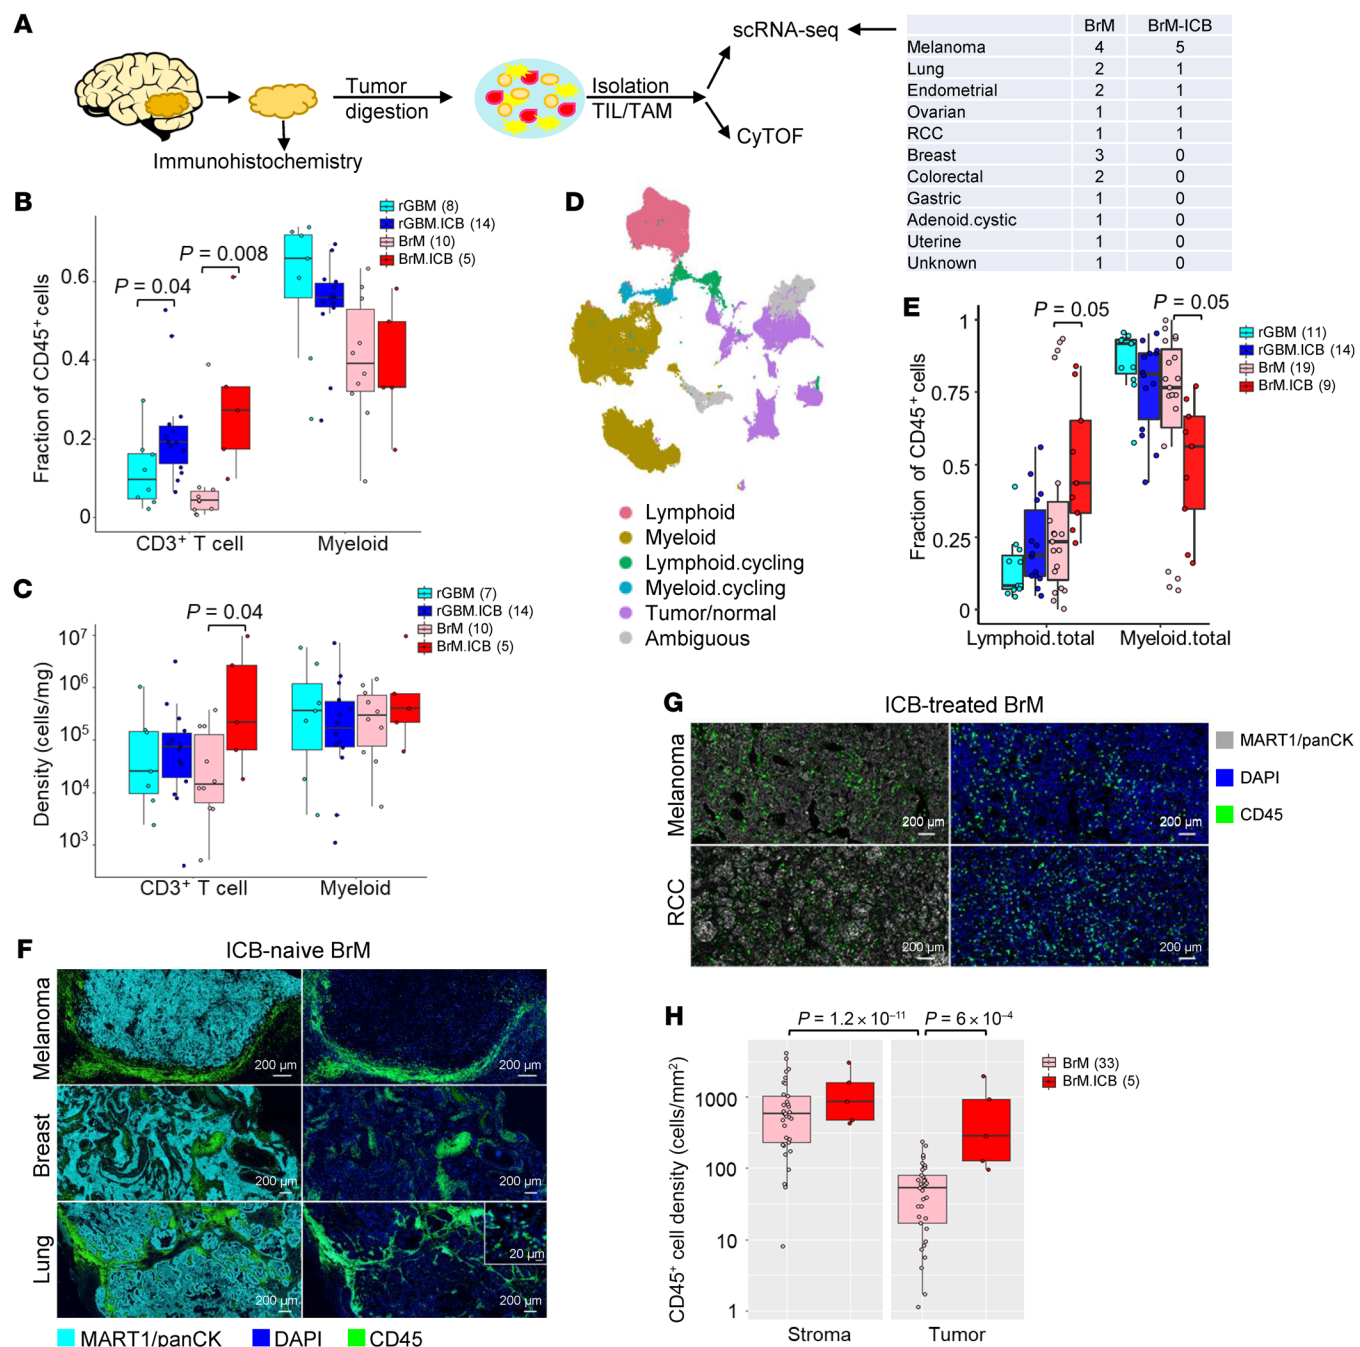 A
Tumor
digestion
Isolation
TIL/TAM
scRNA-seq
CyTOF
Immunohistochemistry
BrM BrM-ICB
Melanoma 4 5
Lung 2 1
Endometrial 2 1
Ovarian 1 1
RCC 1 1
Breast 3 0
Colorectal 2 0
Gastric 1 0
Adenoid.cystic 1 0
Uterine 1 0
Unknown 1 0
B
rGBM (8)
rGBM.ICB (14)
BrM (10)
BrM.ICB (5)
P = 0.04
P = 0.008
Fraction of CD45⁺ cells
0.6
0.4
0.2
0
CD3⁺ T cell
Myeloid
C
rGBM (7)
rGBM.ICB (14)
BrM (10)
BrM.ICB (5)
P = 0.04
Density (cells/mg)
10⁷
10⁶
10⁵
10⁴
10³
CD3⁺ T cell
Myeloid
D
Lymphoid
Myeloid
Lymphoid.cycling
Myeloid.cycling
Tumor/normal
Ambiguous
E
P = 0.05
P = 0.05
rGBM (11)
rGBM.ICB (14)
BrM (19)
BrM.ICB (9)
Fraction of CD45⁺ cells
1
0.75
0.5
0.25
0
Lymphoid.total
Myeloid.total
F
ICB-naive BrM
Melanoma
200 µm
200 µm
Breast
200 µm
200 µm
Lung
200 µm
20 µm
200 µm
MART1/panCK
DAPI
CD45
G
ICB-treated BrM
Melanoma
200 µm
200 µm
RCC
200 µm
200 µm
MART1/panCK
DAPI
CD45
H
P = 1.2 × 10⁻¹¹
P = 6 × 10⁻⁴
BrM (33)
BrM.ICB (5)
CD45⁺ cell density (cells/mm²)
1000
100
10
1
Stroma
Tumor